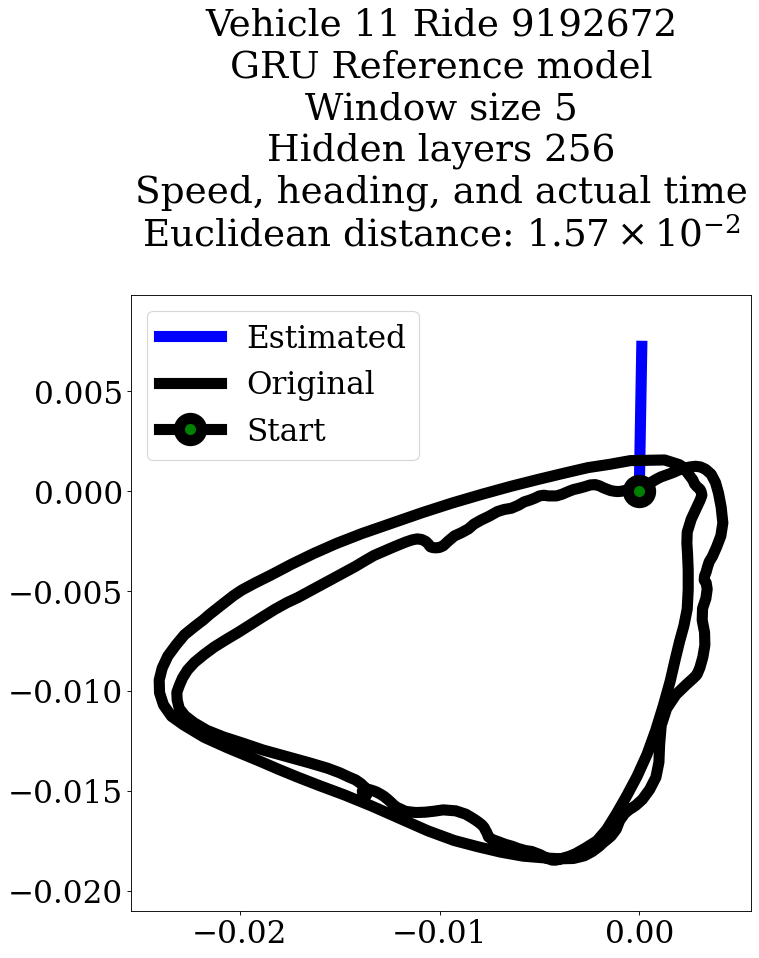 Vehicle 11 Ride 9192672
GRU Reference model
Window size 5
Hidden layers 256
Speed, heading, and actual time
Euclidean distance: 1.57 × 10⁻²
Estimated
Original
Start
0.005
0.000
−0.005
−0.010
−0.015
−0.020
−0.02
−0.01
0.00